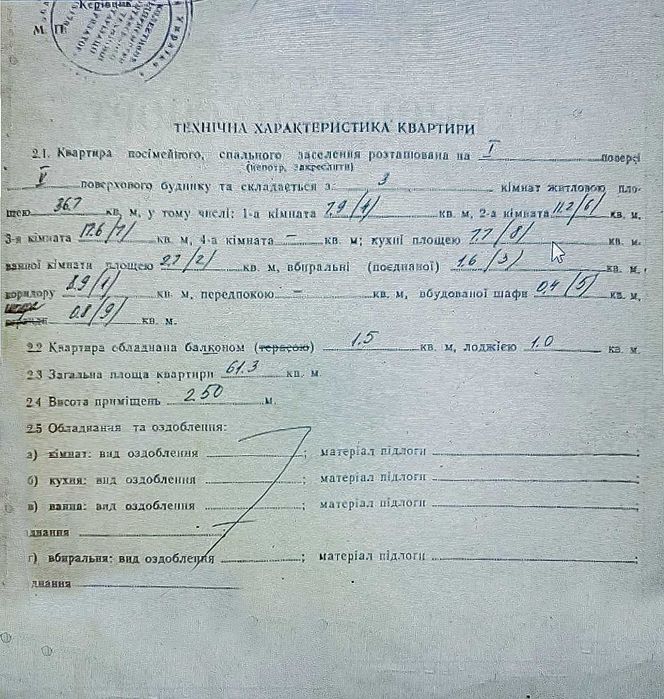 Керівник
М. П.
Україна
ТЕХНІЧНА ХАРАКТЕРИСТИКА КВАРТИРИ
2.1. Квартира посімейного, спального заселення розташована на I поверсі
(непотр. закреслити)
V поверхового будинку та складається з 3 кімнат житловою пло-
щею 36.7 кв, м, у тому числі: 1-а кімната 7,9 /4/ кв. м, 2-а кімната 11.2 /6/ кв. м,
3-я кімната 17.6 /7/ кв. м, 4-а кімната — кв. м; кухні площею 7.7 /8/ кв. м.
ванної кімнати площею 2.7 /2/ кв. м, вбиральні (поєднаної) 1.6 /3/ кв. м,
коридору 8.9 /1/ кв. м, передпокою — кв. м, вбудованої шафи 0.4 /5/ кв. м,
0.8 /9/ кв. м.
2.2 Квартира обладнана балконом (терасою) 1.5 кв. м, лоджією 1.0 кв. м.
2.3 Загальна площа квартири 61.3 кв. м.
2.4 Висота приміщень 2.50 м.
2.5 Обладнання та оздоблення:
а) кімнат: вид оздоблення ; матеріал підлоги ;
б) кухня: вид оздоблення ; матеріал підлоги ;
в) ванна: вид оздоблення ; матеріал підлоги ;
днання
г) вбиральня: вид оздоблення ; матеріал підлоги ;
днання